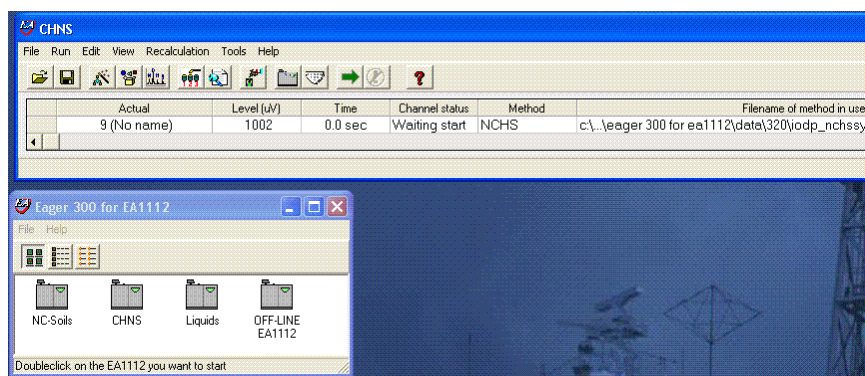 CHNS
File Run Edit View Recalculation Tools Help
Actual Level (uV) Time Channel status Method Filename of method in use
9 (No name) 1002 0.0 sec Waiting start NCHS c:\...\eager 300 for ea1112\data\320\iodp_nchssy
Eager 300 for EA1112
File Help
NC-Soils CHNS Liquids OFF-LINE
EA1112
Doubleclick on the EA1112 you want to start